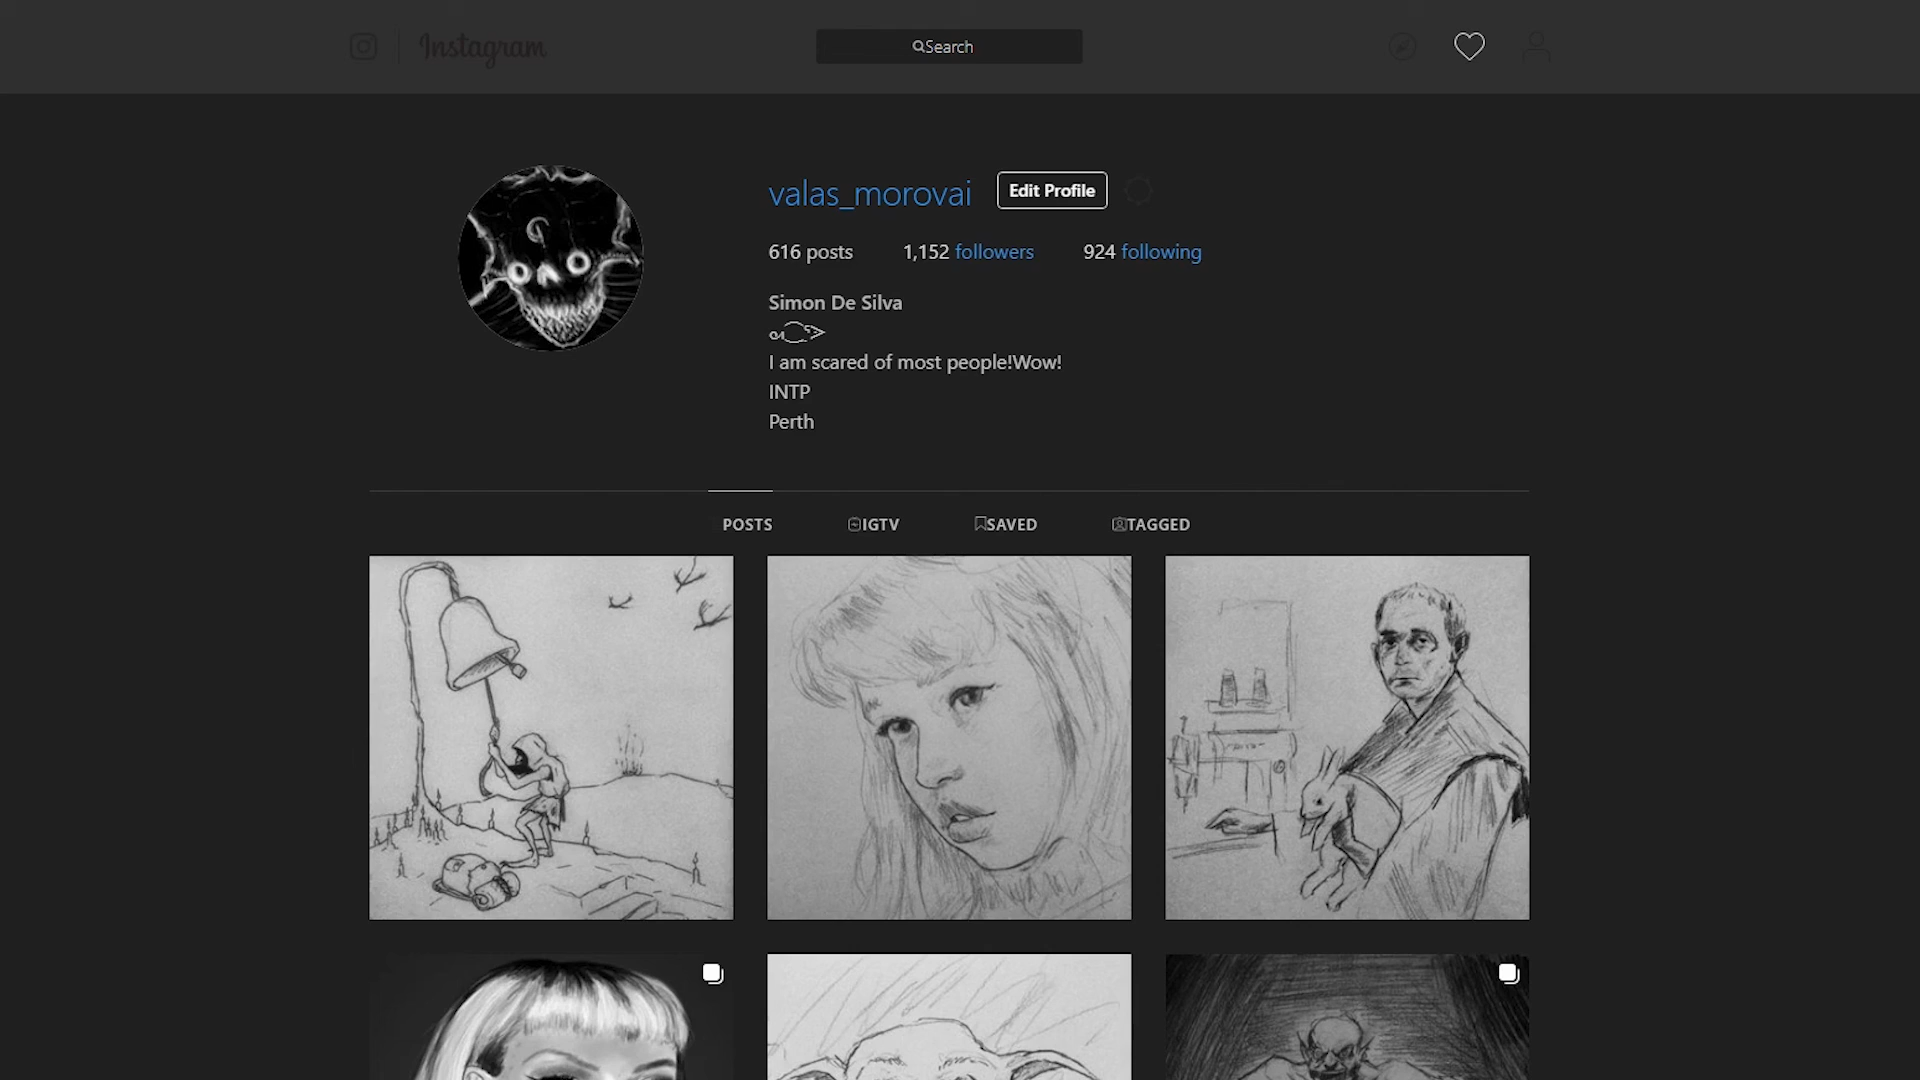 Instagram
Search
valas_morovai Edit Profile
616 posts 1,152 followers 924 following
Simon De Silva
I am scared of most people!Wow!
INTP
Perth
POSTS IGTV SAVED TAGGED